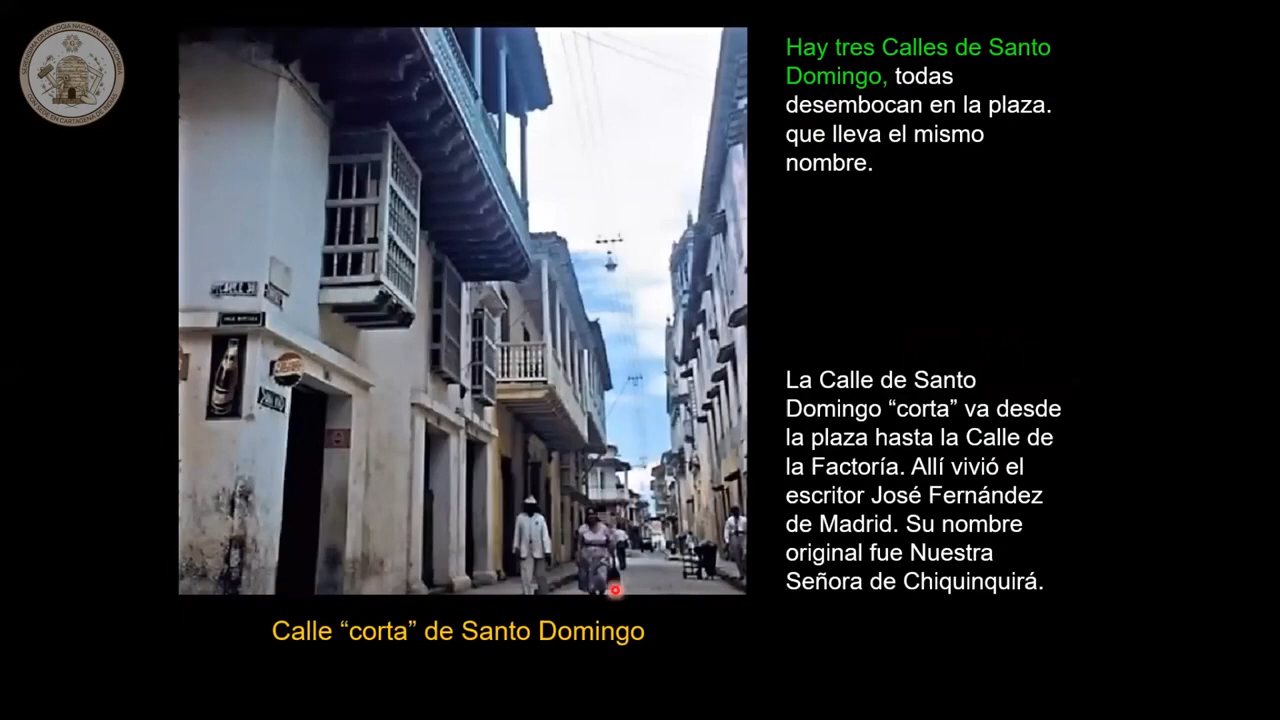 Hay tres Calles de Santo
Domingo, todas
desembocan en la plaza.
que lleva el mismo
nombre.
La Calle de Santo
Domingo “corta” va desde
la plaza hasta la Calle de
la Factoría. Allí vivió el
escritor José Fernández
de Madrid. Su nombre
original fue Nuestra
Señora de Chiquinquirá.
Calle “corta” de Santo Domingo